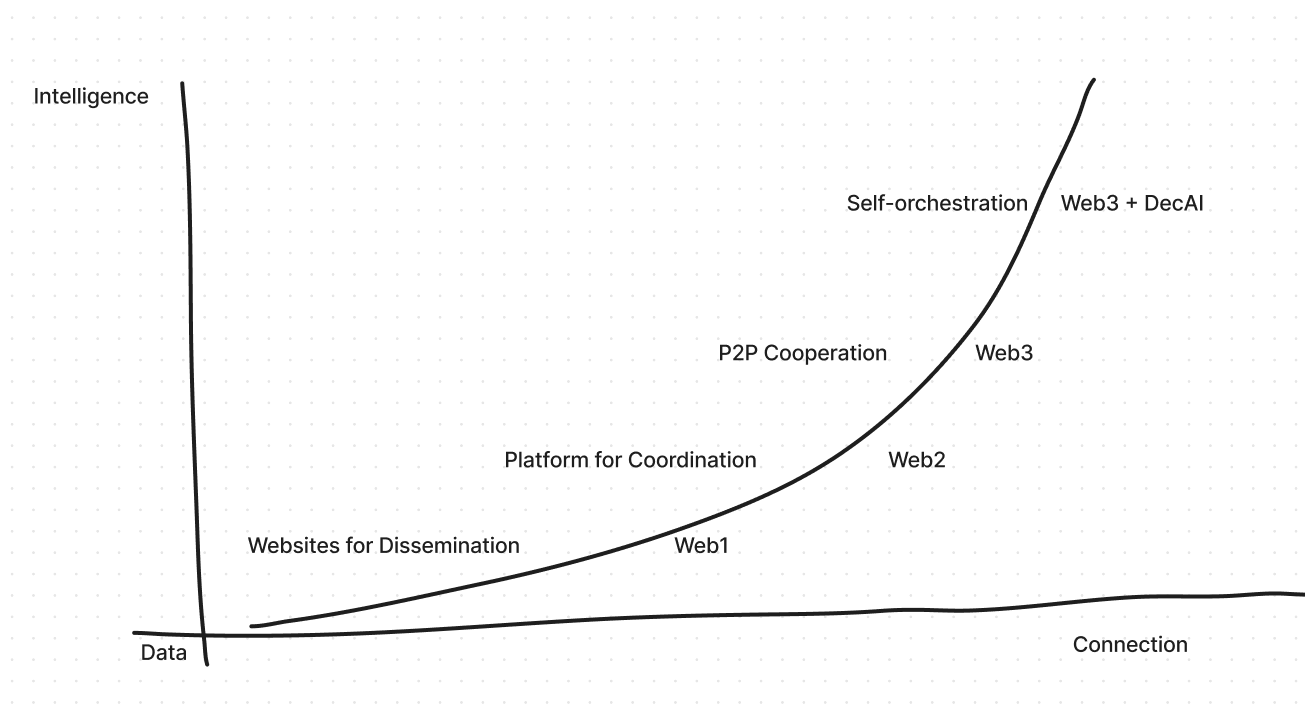 Intelligence
Self-orchestration Web3 + DecAI
P2P Cooperation Web3
Platform for Coordination Web2
Websites for Dissemination Web1
Connection
Data